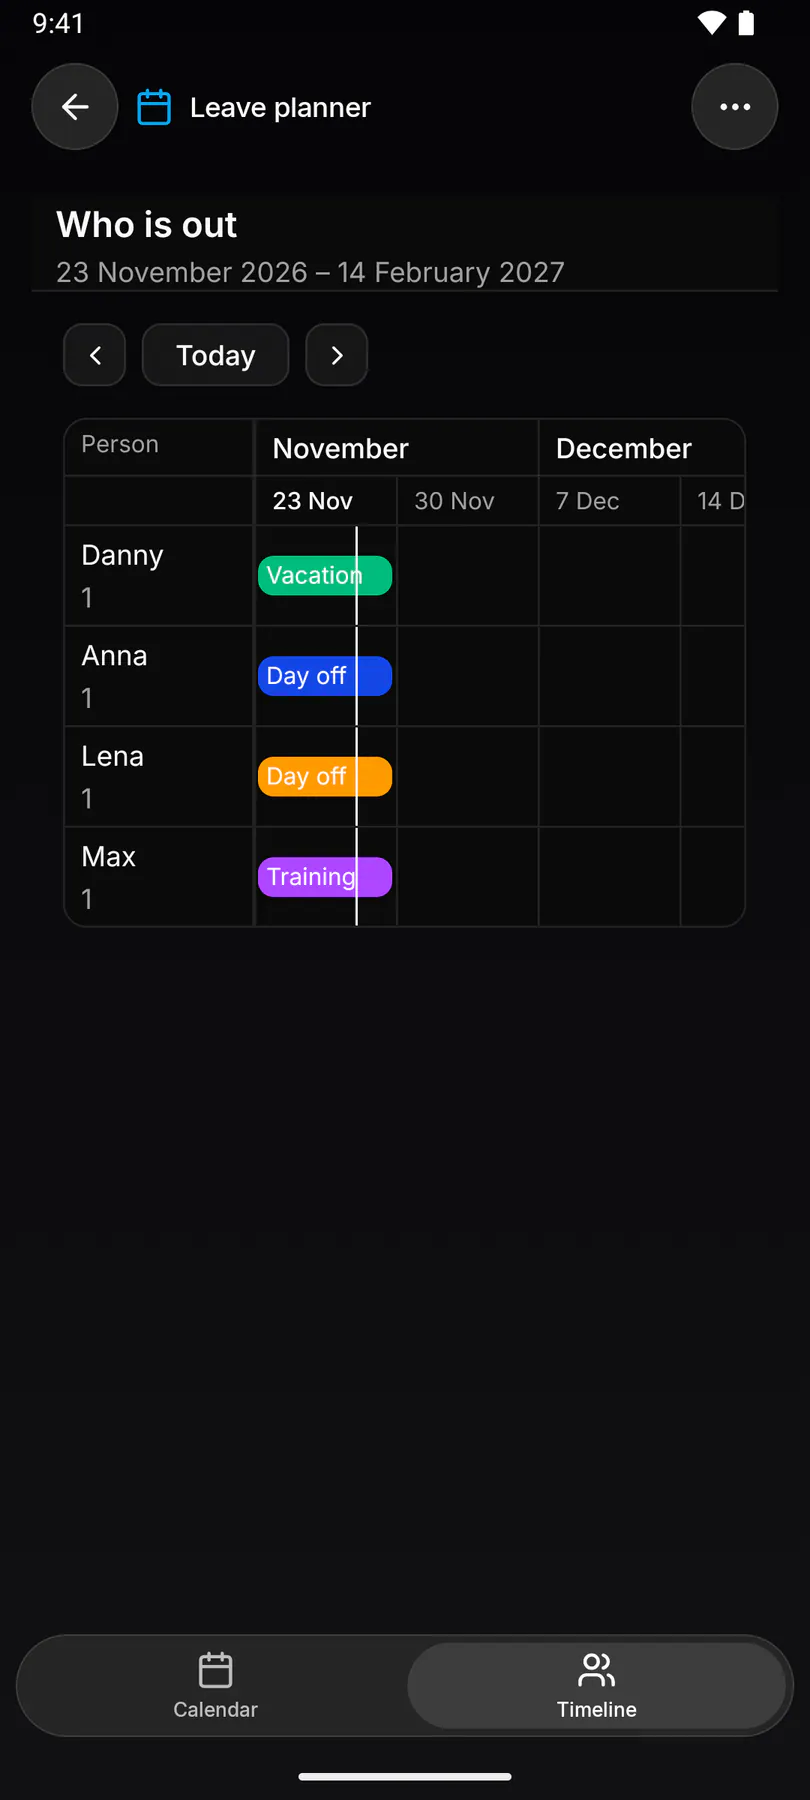 9:41
Leave planner
Who is out
23 November 2026 – 14 February 2027
Today
Person November December
23 Nov 30 Nov 7 Dec 14 D
Danny
1
Vacation
Anna
1
Day off
Lena
1
Day off
Max
1
Training
Calendar Timeline